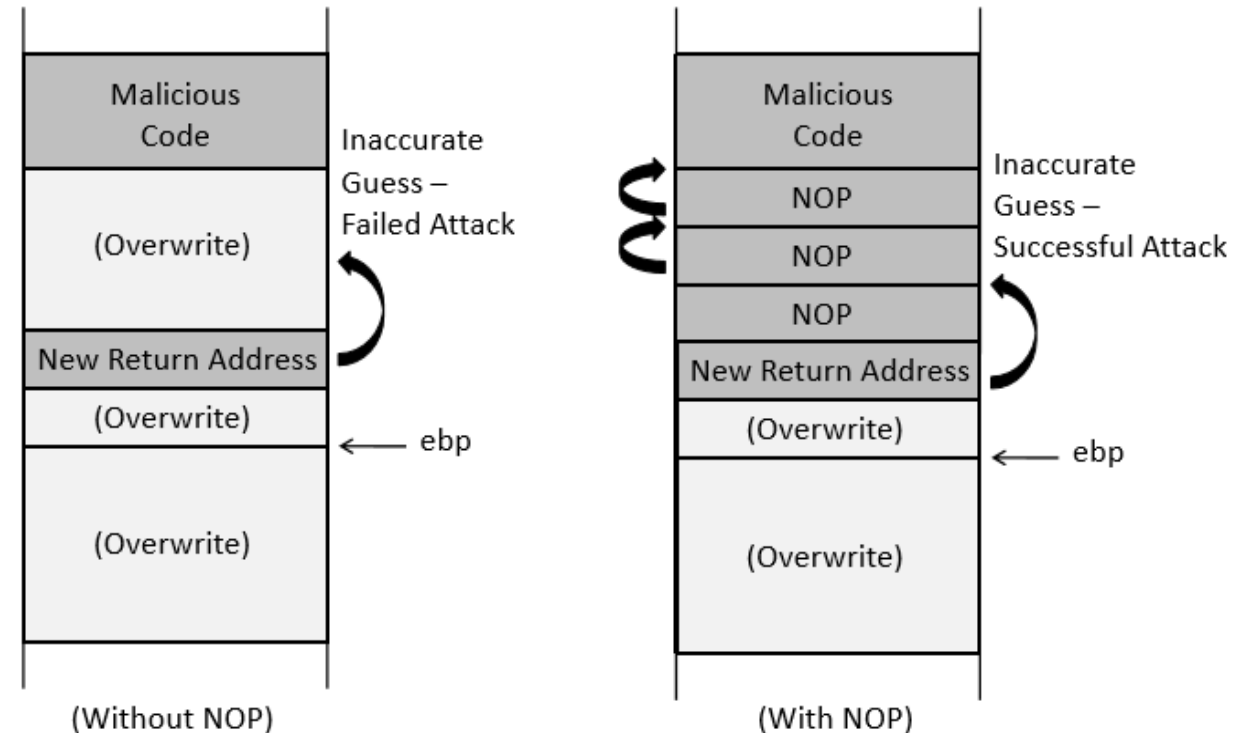 Malicious
Code
Inaccurate
Guess –
Failed Attack
(Overwrite)
New Return Address
(Overwrite)
ebp
(Overwrite)
(Without NOP)
Malicious
Code
Inaccurate
Guess –
Successful Attack
NOP
NOP
NOP
New Return Address
(Overwrite)
ebp
(Overwrite)
(With NOP)